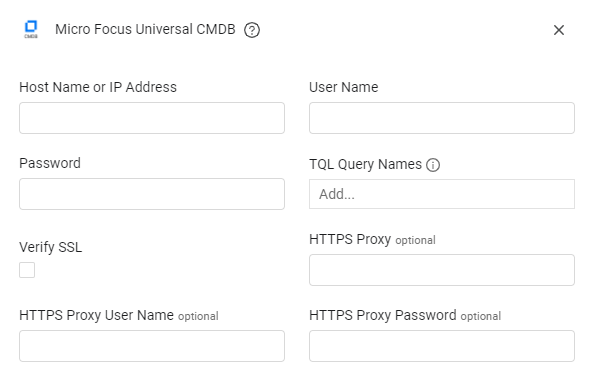 CMDB
Micro Focus Universal CMDB ?
Host Name or IP Address
User Name
Password
TQL Query Names
Add...
Verify SSL
HTTPS Proxy optional
HTTPS Proxy User Name optional
HTTPS Proxy Password optional